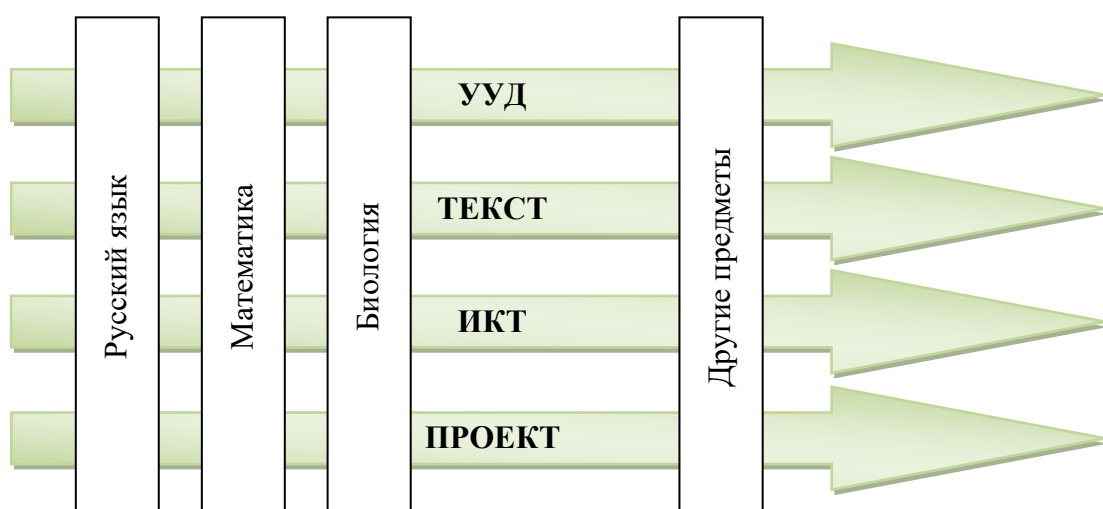 Русский язык
Математика
Биология
УУД
ТЕКСТ
ИКТ
ПРОЕКТ
Другие предметы